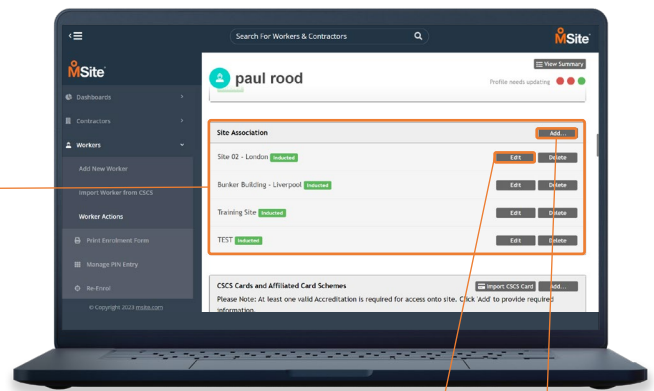 Search For Workers & Contractors
MSite
MSite
View Summary
paul rood
Profile needs updating
Dashboards
Contractors
Workers
Add New Worker
Import Worker from CSCS
Worker Actions
Print Enrolment Form
Manage PIN Entry
Re-Enrol
© Copyright 2023 msite.com
Site Association
Add...
Site 02 - London Inducted
Edit Delete
Bunker Building - Liverpool Inducted
Edit Delete
Training Site Inducted
Edit Delete
TEST Inducted
Edit Delete
CSCS Cards and Affiliated Card Schemes
Import CSCS Card Add...
Please Note: At least one valid Accreditation is required for access onto site. Click 'Add' to provide required
information.